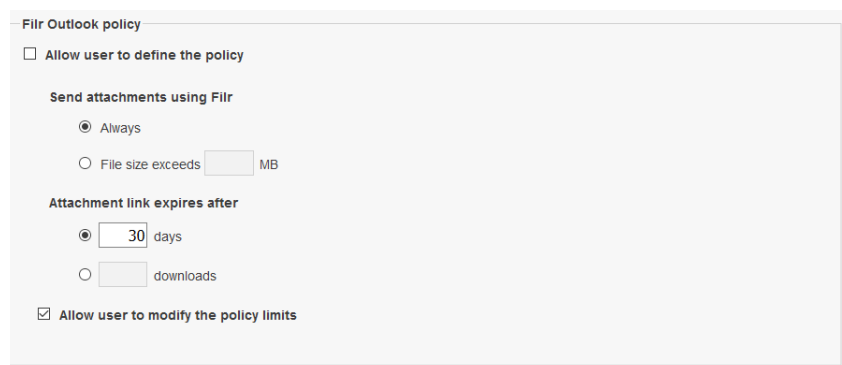 Filr Outlook policy
Allow user to define the policy
Send attachments using Filr
Always
File size exceeds MB
Attachment link expires after
30 days
downloads
Allow user to modify the policy limits